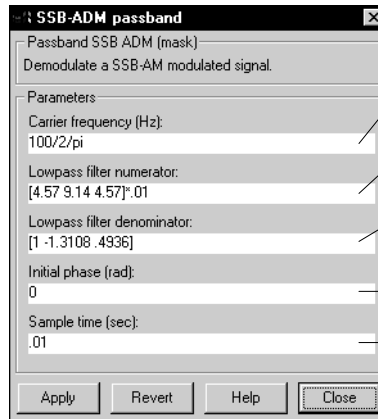 SSB-ADM passband
Passband SSB ADM (mask)
Demodulate a SSB-AM modulated signal.
Parameters
Carrier frequency (Hz):
100/2/pi
Lowpass filter numerator:
[4.57 9.14 4.57]*.01
Lowpass filter denominator:
[1 -1.3108 .4936]
Initial phase (rad):
0
Sample time (sec):
.01
Apply Revert Help Close